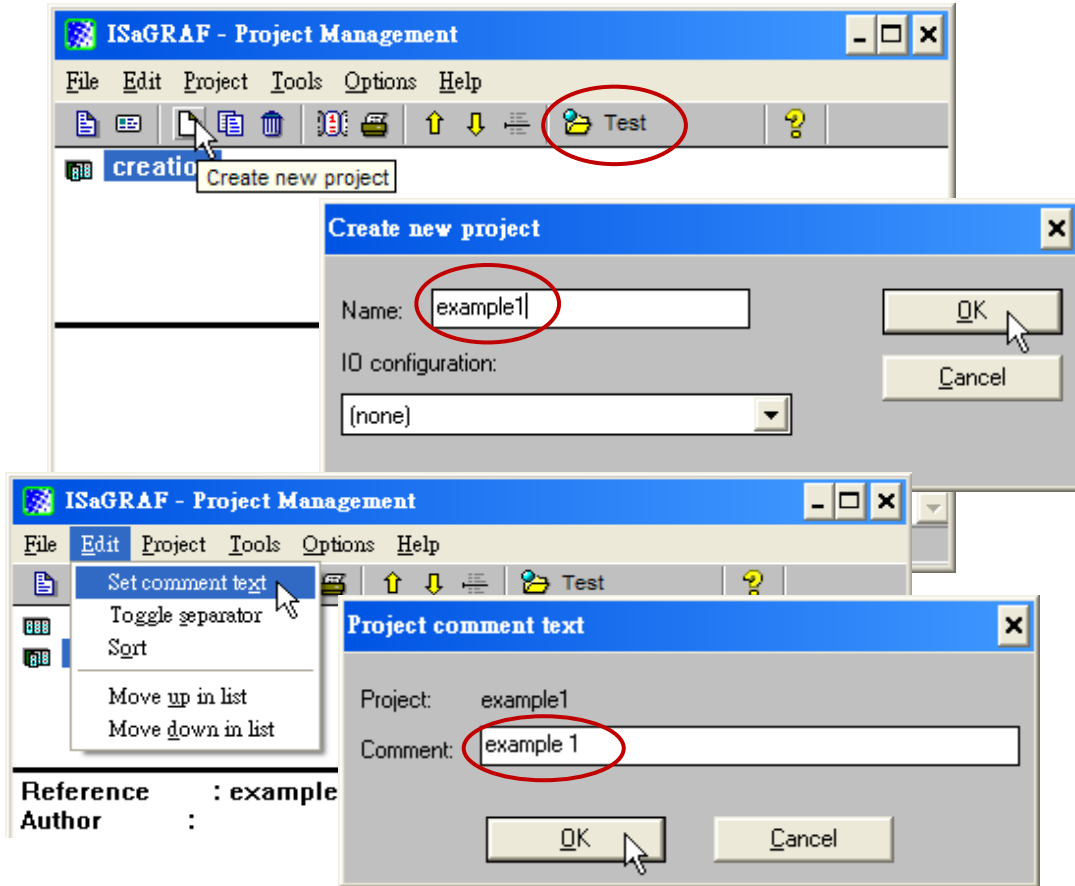 ISaGRAF - Project Management
File Edit Project Tools Options Help
Test
creatio
Create new project
Create new project
Name: example1
OK
IO configuration:
Cancel
(none)
ISaGRAF - Project Management
File Edit Project Tools Options Help
Test
Set comment text
Toggle separator
Sort
Move up in list
Move down in list
Project comment text
Project: example1
Comment: example 1
Reference : example
Author :
OK
Cancel